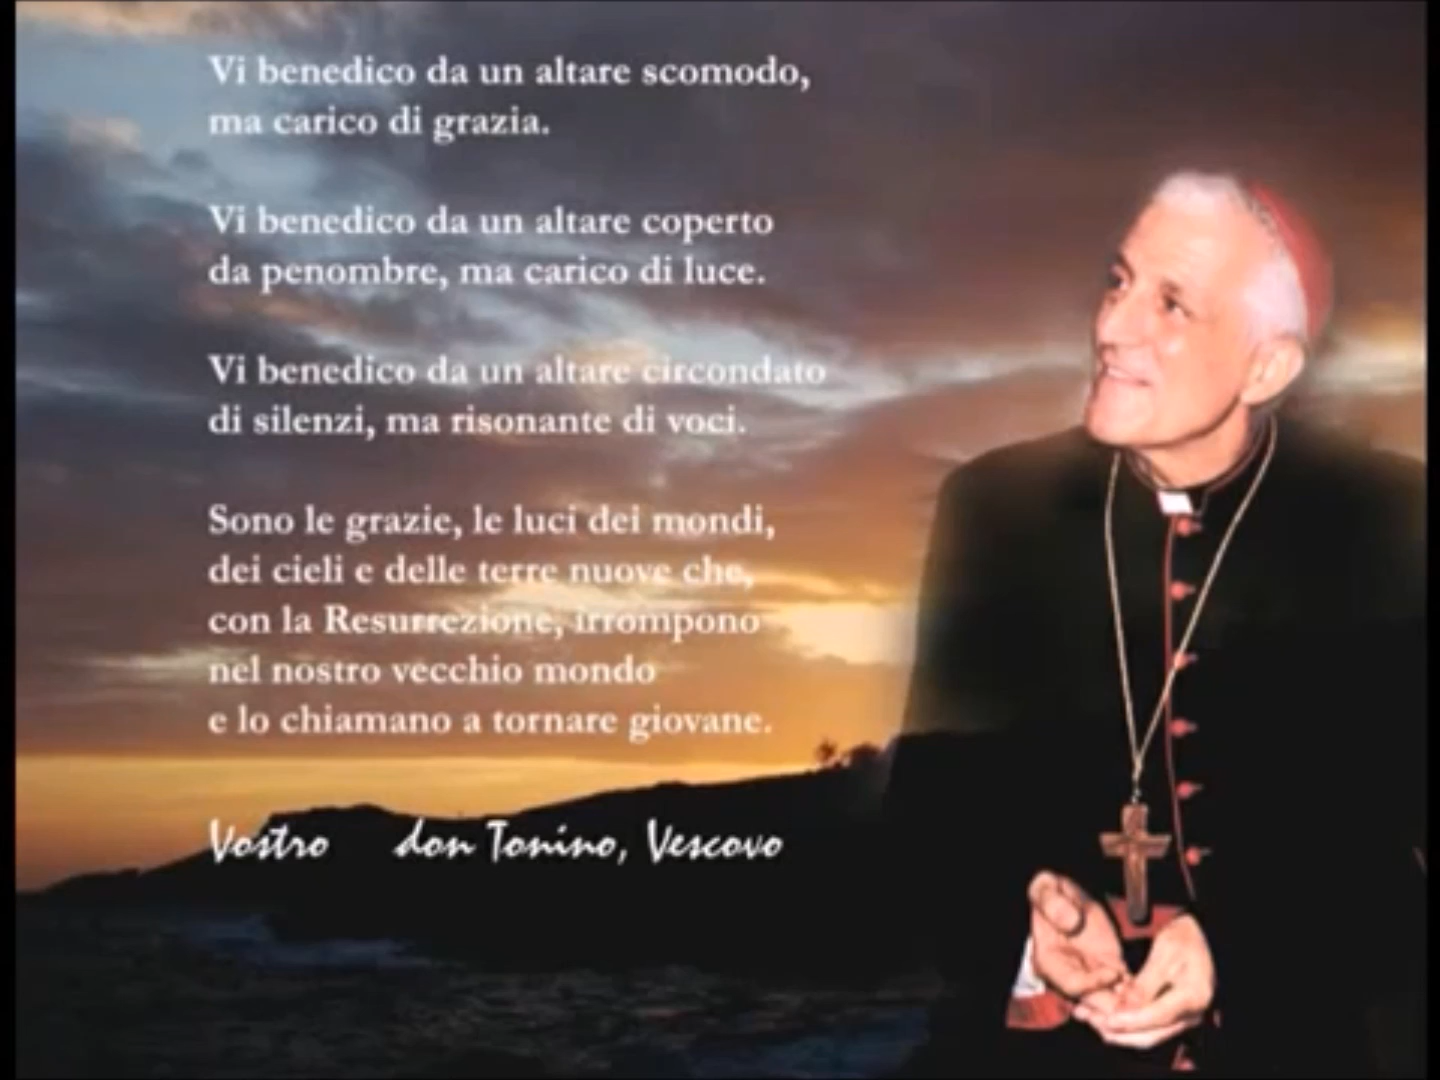 Vi benedico da un altare scomodo,
ma carico di grazia.
Vi benedico da un altare coperto
da penombre, ma carico di luce.
Vi benedico da un altare circondato
di silenzi, ma risonante di voci.
Sono le grazie, le luci dei mondi,
dei cieli e delle terre nuove che,
con la Resurrezione, irrompono
nel nostro vecchio mondo
e lo chiamano a tornare giovane.
Vostro don Tonino, Vescovo